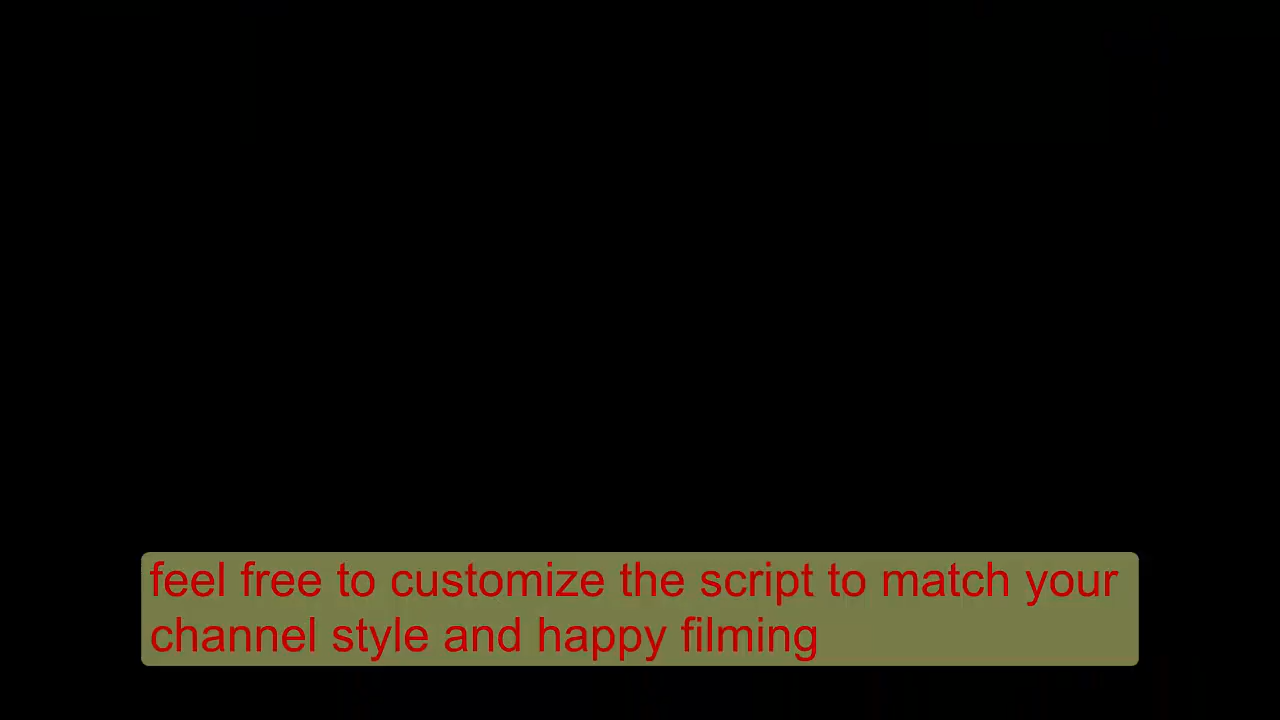 feel free to customize the script to match your
channel style and happy filming